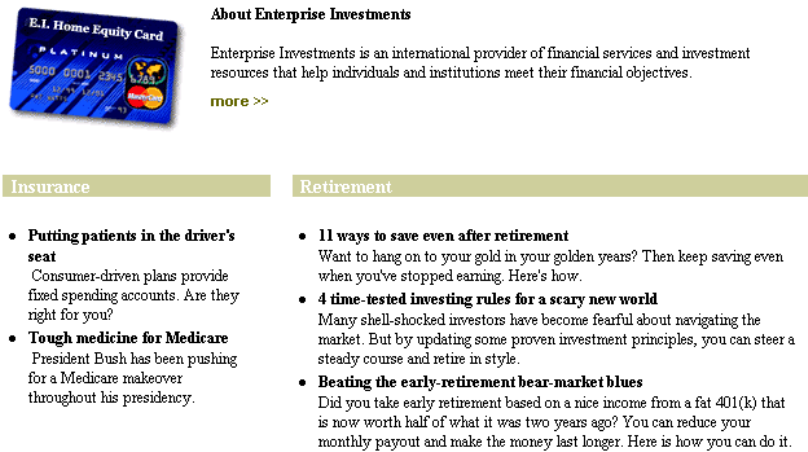 E.I. Home Equity Card
PLATINUM
5000 0001 2345 6789
MasterCard
About Enterprise Investments
Enterprise Investments is an international provider of financial services and investment
resources that help individuals and institutions meet their financial objectives.
more >>
Insurance
Putting patients in the driver's
seat
Consumer-driven plans provide
fixed spending accounts. Are they
right for you?
Tough medicine for Medicare
President Bush has been pushing
for a Medicare makeover
throughout his presidency.
Retirement
11 ways to save even after retirement
Want to hang on to your gold in your golden years? Then keep saving even
when you've stopped earning. Here's how.
4 time-tested investing rules for a scary new world
Many shell-shocked investors have become fearful about navigating the
market. But by updating some proven investment principles, you can steer a
steady course and retire in style.
Beating the early-retirement bear-market blues
Did you take early retirement based on a nice income from a fat 401(k) that
is now worth half of what it was two years ago? You can reduce your
monthly payout and make the money last longer. Here is how you can do it.